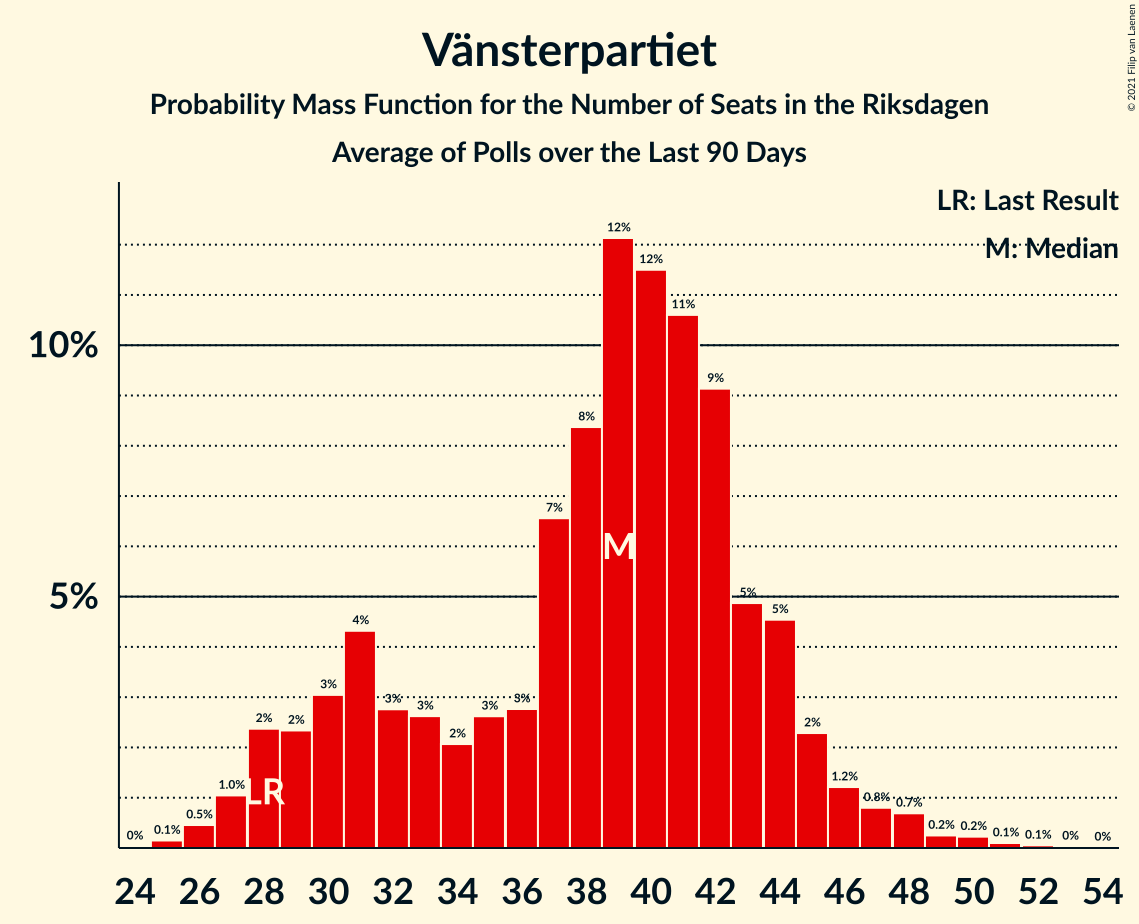 © 2021 Filip van Laenen
Vänsterpartiet
Probability Mass Function for the Number of Seats in the Riksdagen
Average of Polls over the Last 90 Days
LR: Last Result
M: Median
10%
5%
0% 0.1% 0.5% 1.0% 2% 2% 3% 4% 3% 3% 2% 3% 3% 7% 8% 12% 12% 11% 9% 5% 5% 2% 1.2% 0.8% 0.7% 0.2% 0.2% 0.1% 0.1% 0% 0%
M
LR
24 26 28 30 32 34 36 38 40 42 44 46 48 50 52 54